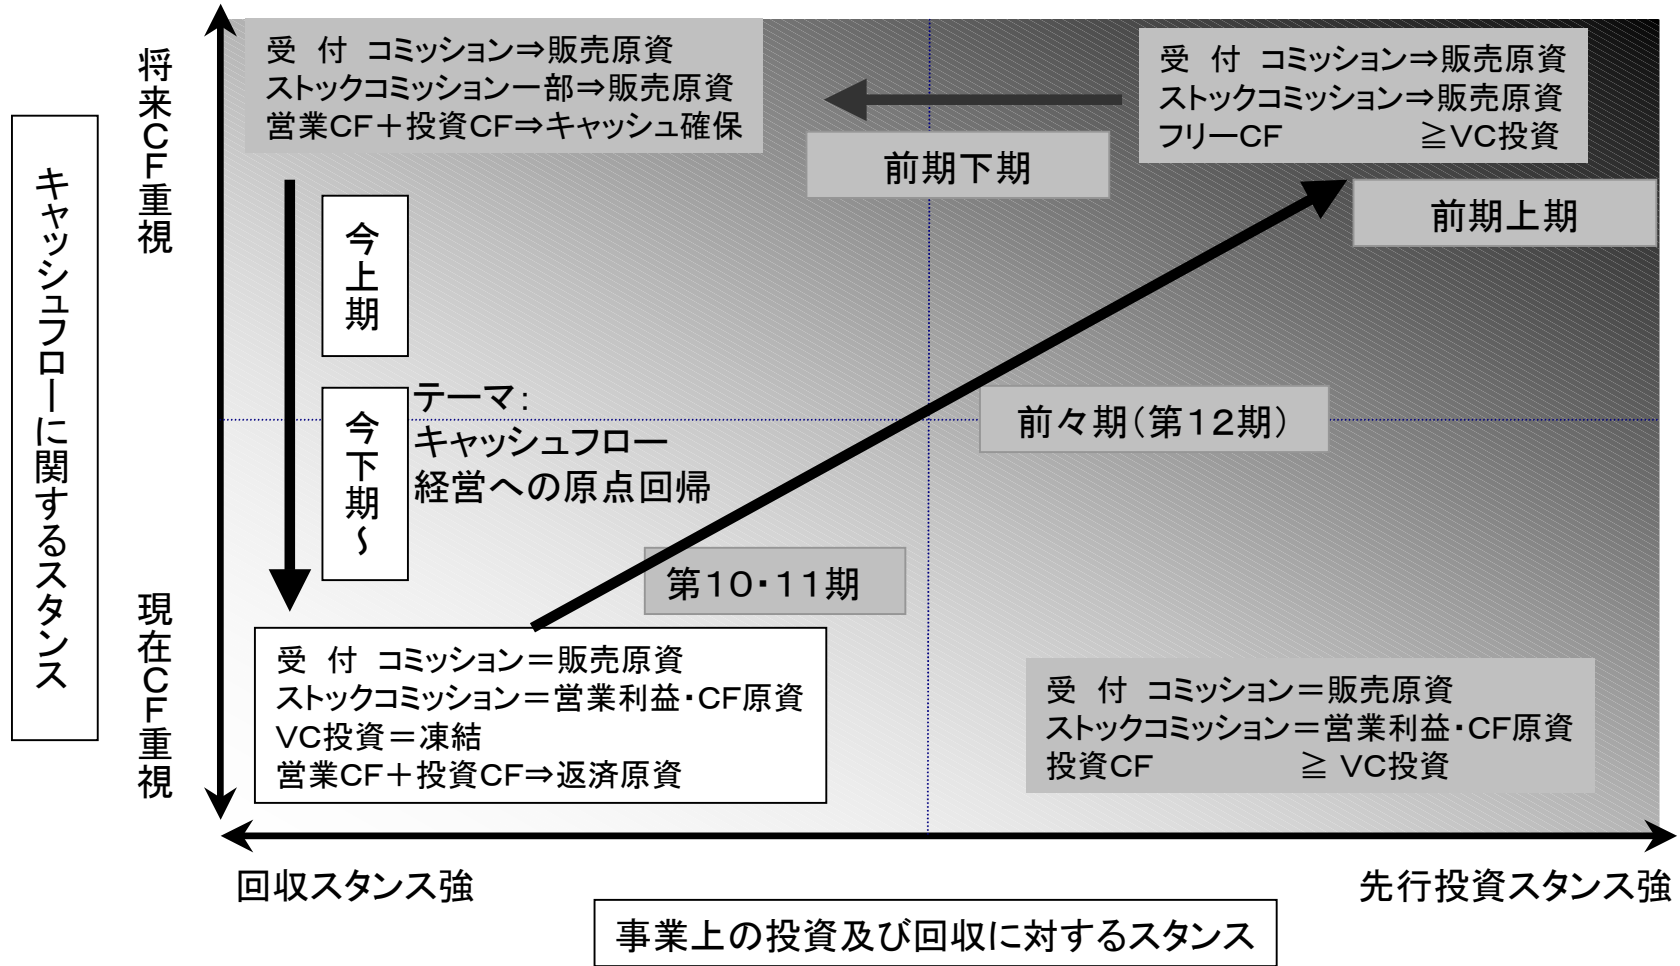 将来CF重視
受　付　コミッション⇒販売原資
ストックコミッション一部⇒販売原資
営業CF＋投資CF⇒キャッシュ確保
受　付　コミッション⇒販売原資
ストックコミッション⇒販売原資
フリーCF　　　　　≧VC投資
前期下期
前期上期
キャッシュフローに関するスタンス
今上期
今下期～
テーマ：
キャッシュフロー
経営への原点回帰
前々期（第12期）
第10・11期
現在CF重視
受　付　コミッション＝販売原資
ストックコミッション＝営業利益・CF原資
VC投資＝凍結
営業CF＋投資CF⇒返済原資
受　付　コミッション＝販売原資
ストックコミッション＝営業利益・CF原資
投資CF　　　　　≧ VC投資
回収スタンス強
先行投資スタンス強
事業上の投資及び回収に対するスタンス